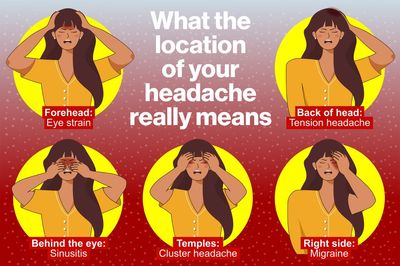 What the
location
of your
headache
really means
Forehead:
Eye strain
Back of head:
Tension headache
Behind the eye:
Sinusitis
Temples:
Cluster headache
Right side:
Migraine